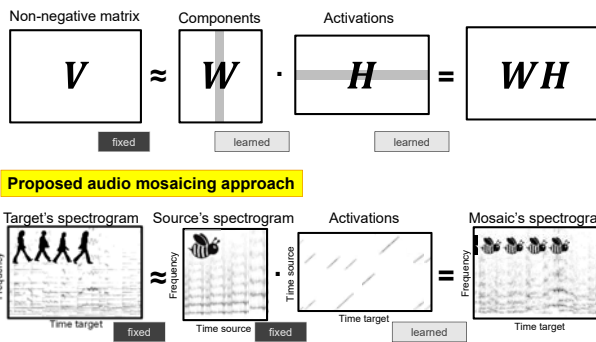 Non-negative matrix Components Activations
V ≈ W · H = WH
fixed learned learned
Proposed audio mosaicing approach
Target's spectrogram Source's spectrogram Activations Mosaic's spectrogra
Frequency Frequency Time source Frequency
≈ · =
Time target Time source Time target Time target
fixed fixed learned